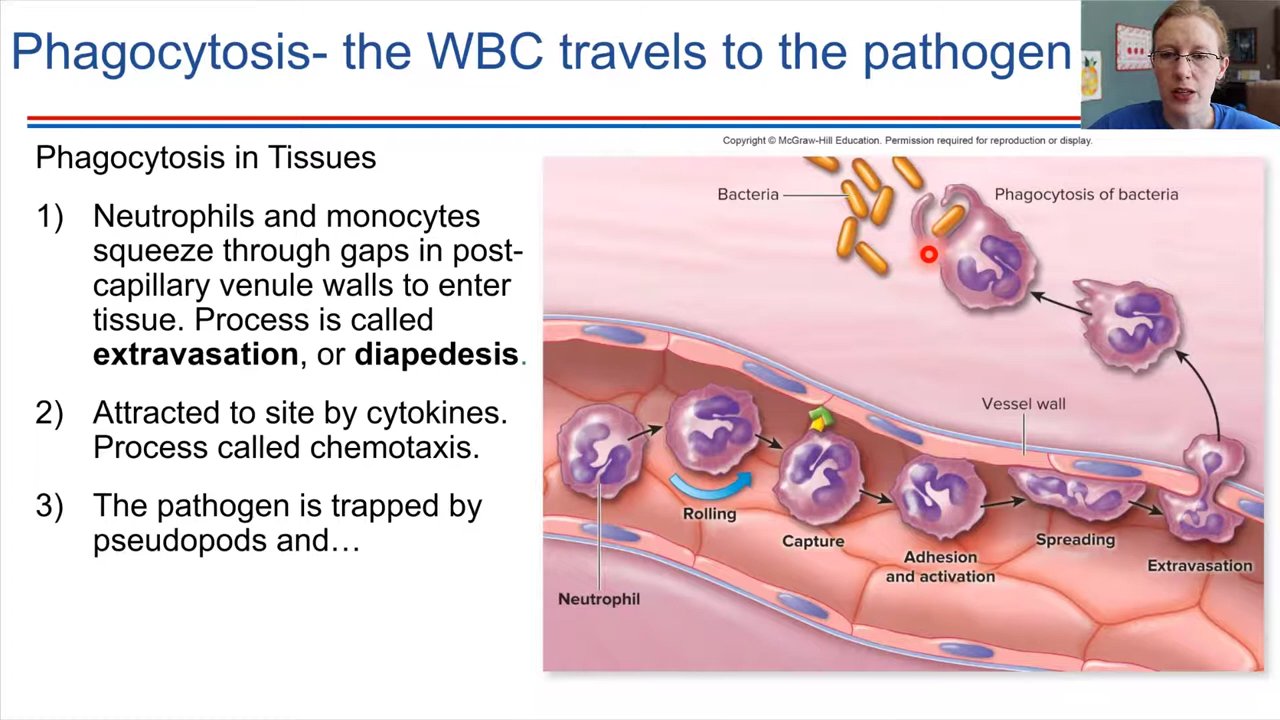 Phagocytosis- the WBC travels to the pathogen
Copyright © McGraw-Hill Education. Permission required for reproduction or display.
Phagocytosis in Tissues
1) Neutrophils and monocytes
squeeze through gaps in post-
capillary venule walls to enter
tissue. Process is called
extravasation, or diapedesis.
2) Attracted to site by cytokines.
Process called chemotaxis.
3) The pathogen is trapped by
pseudopods and…
Bacteria
Phagocytosis of bacteria
Vessel wall
Rolling
Capture
Adhesion
and activation
Spreading
Extravasation
Neutrophil